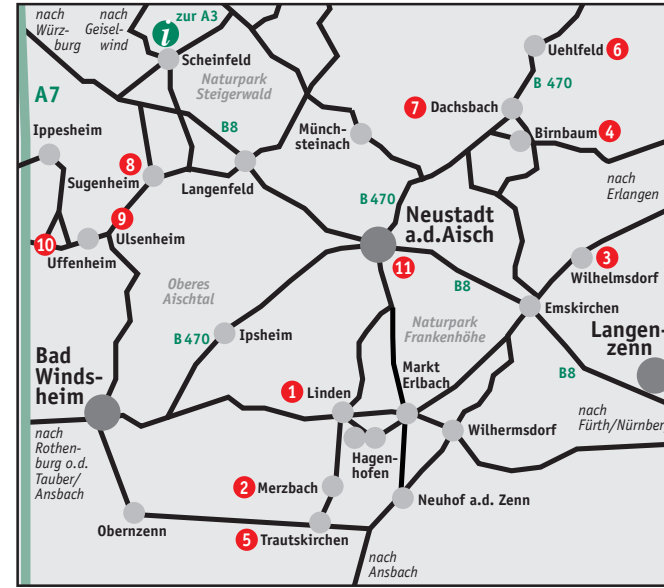 nach
Würz-
burg
nach
Geisel-
wind
i
zur A3
Scheinfeld
Naturpark
Steigerwald
Uehlfeld 6
B 470
A7
7 Dachsbach
Ippesheim
B8
Münch-
steinach
Birnbaum 4
8
Sugenheim
Langenfeld
nach
Erlangen
B470
9
Ulsenheim
10
Uffenheim
Neustadt
a.d.Aisch
11
3
Wilhelmsdorf
Oberes
Aischtal
B8
Emskirchen
B470
Ipsheim
Naturpark
Frankenhöhe
Langen-
zenn
Bad
Winds-
heim
Markt
Erlbach
B8
1 Linden
nach
Fürth/Nürnberg
nach
Rothen-
burg o.d.
Tauber/
Ansbach
Hagen-
hofen
Wilhermsdorf
2 Merzbach
Neuhof a.d. Zenn
Obernzenn
5 Trautskirchen
nach
Ansbach